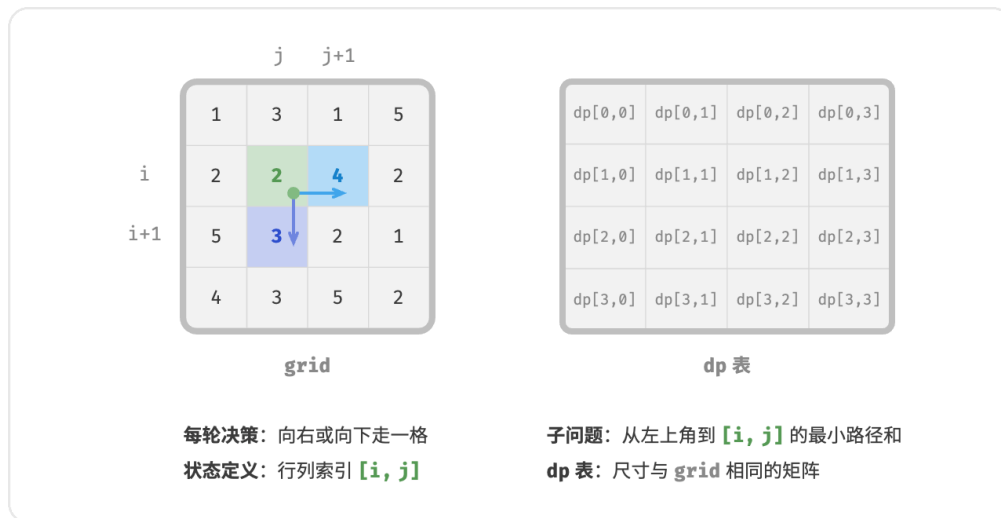 j j+1
1 3 1 5
i 2 2 4 2
i+1 5 3 2 1
4 3 5 2
grid
每轮决策：向右或向下走一格
状态定义：行列索引 [i, j]
dp[0,0] dp[0,1] dp[0,2] dp[0,3]
dp[1,0] dp[1,1] dp[1,2] dp[1,3]
dp[2,0] dp[2,1] dp[2,2] dp[2,3]
dp[3,0] dp[3,1] dp[3,2] dp[3,3]
dp 表
子问题：从左上角到 [i, j] 的最小路径和
dp 表：尺寸与 grid 相同的矩阵